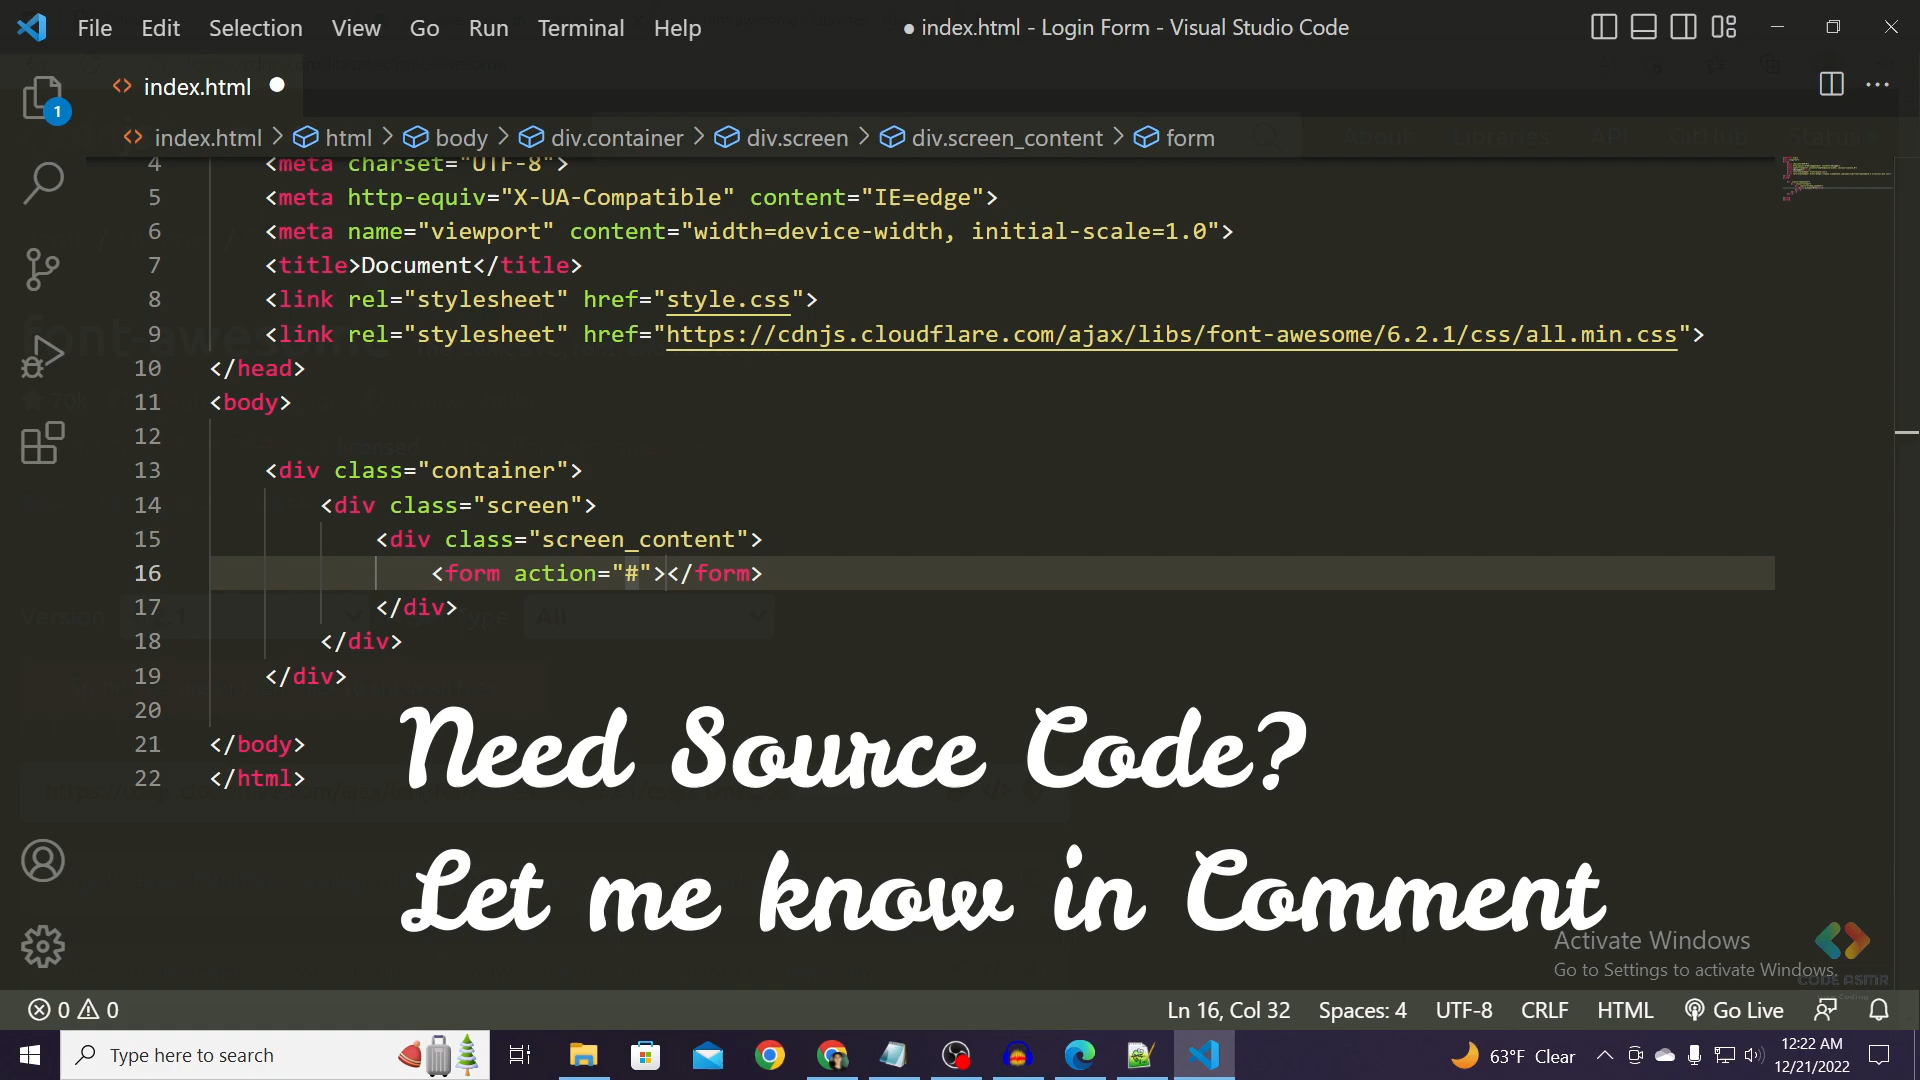 File Edit Selection View Go Run Terminal Help
● index.html - Login Form - Visual Studio Code
index.html
1
index.html > html > body > div.container > div.screen > div.screen_content > form
4 <meta charset="UTF-8">
5 <meta http-equiv="X-UA-Compatible" content="IE=edge">
6 <meta name="viewport" content="width=device-width, initial-scale=1.0">
7 <title>Document</title>
8 <link rel="stylesheet" href="style.css">
9 <link rel="stylesheet" href="https://cdnjs.cloudflare.com/ajax/libs/font-awesome/6.2.1/css/all.min.css">
10 </head>
11 <body>
12
13 <div class="container">
14 <div class="screen">
15 <div class="screen_content">
16 <form action="#"></form>
17 </div>
18 </div>
19 </div>
20
21 </body>
22 </html>
Need Source Code?
Let me know in Comment
Activate Windows
Go to Settings to activate Windows.
CODE ASMR
0 0
Ln 16, Col 32 Spaces: 4 UTF-8 CRLF HTML Go Live
Type here to search
63°F Clear
12:22 AM
12/21/2022